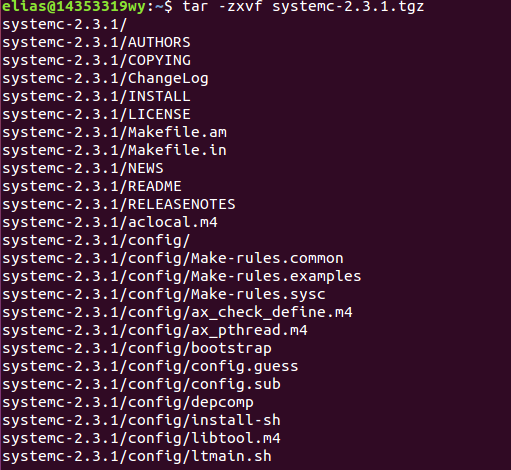 elias@14353319wy:~$ tar -zxvf systemc-2.3.1.tgz
systemc-2.3.1/
systemc-2.3.1/AUTHORS
systemc-2.3.1/COPYING
systemc-2.3.1/ChangeLog
systemc-2.3.1/INSTALL
systemc-2.3.1/LICENSE
systemc-2.3.1/Makefile.am
systemc-2.3.1/Makefile.in
systemc-2.3.1/NEWS
systemc-2.3.1/README
systemc-2.3.1/RELEASENOTES
systemc-2.3.1/aclocal.m4
systemc-2.3.1/config/
systemc-2.3.1/config/Make-rules.common
systemc-2.3.1/config/Make-rules.examples
systemc-2.3.1/config/Make-rules.sysc
systemc-2.3.1/config/ax_check_define.m4
systemc-2.3.1/config/ax_pthread.m4
systemc-2.3.1/config/bootstrap
systemc-2.3.1/config/config.guess
systemc-2.3.1/config/config.sub
systemc-2.3.1/config/depcomp
systemc-2.3.1/config/install-sh
systemc-2.3.1/config/libtool.m4
systemc-2.3.1/config/ltmain.sh